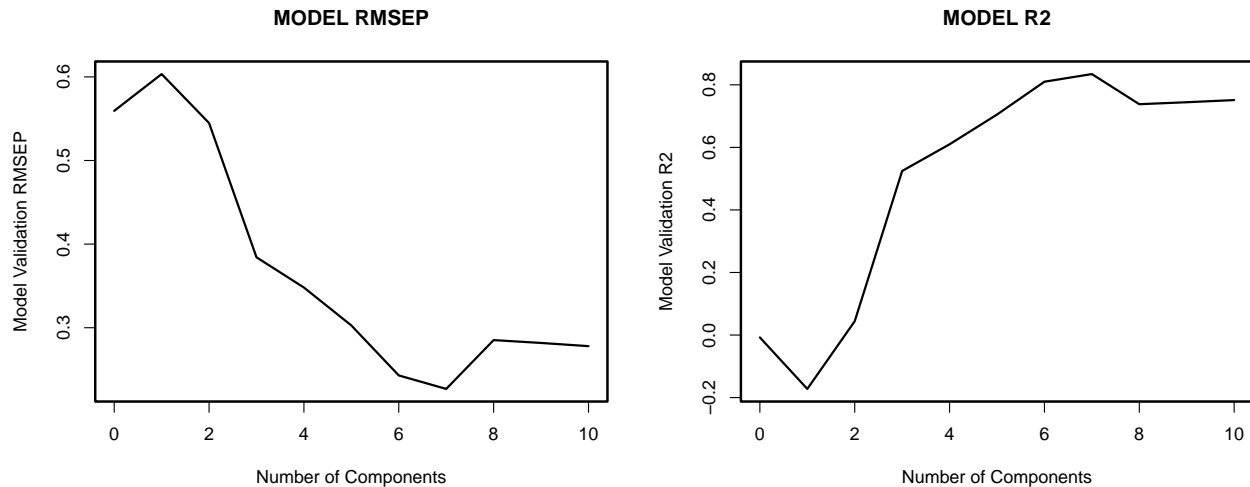 MODEL RMSEP
Model Validation RMSEP
0.6
0.5
0.4
0.3
0 2 4 6 8 10
Number of Components
MODEL R2
Model Validation R2
0.8
0.6
0.4
0.2
0.0
−0.2
0 2 4 6 8 10
Number of Components